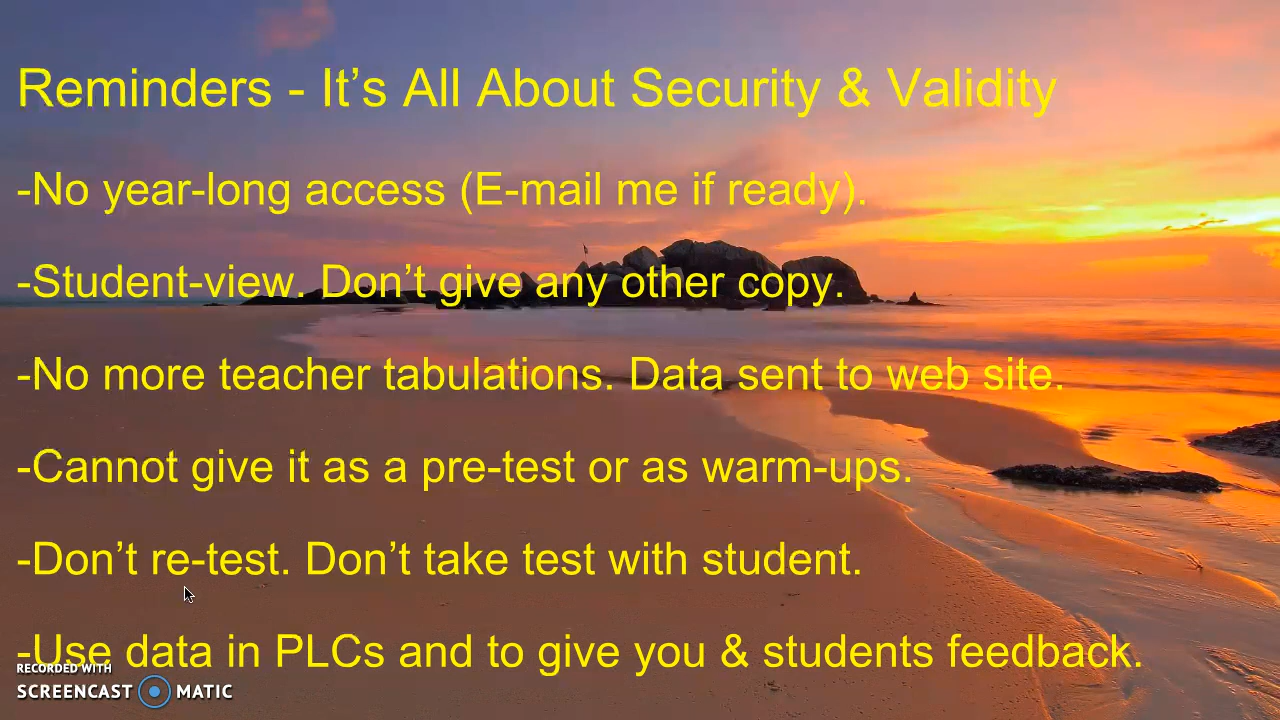 Reminders - It’s All About Security & Validity
-No year-long access (E-mail me if ready).
-Student-view. Don’t give any other copy.
-No more teacher tabulations. Data sent to web site.
-Cannot give it as a pre-test or as warm-ups.
-Don’t re-test. Don’t take test with student.
-Use data in PLCs and to give you & students feedback.
RECORDED WITH
SCREENCAST MATIC